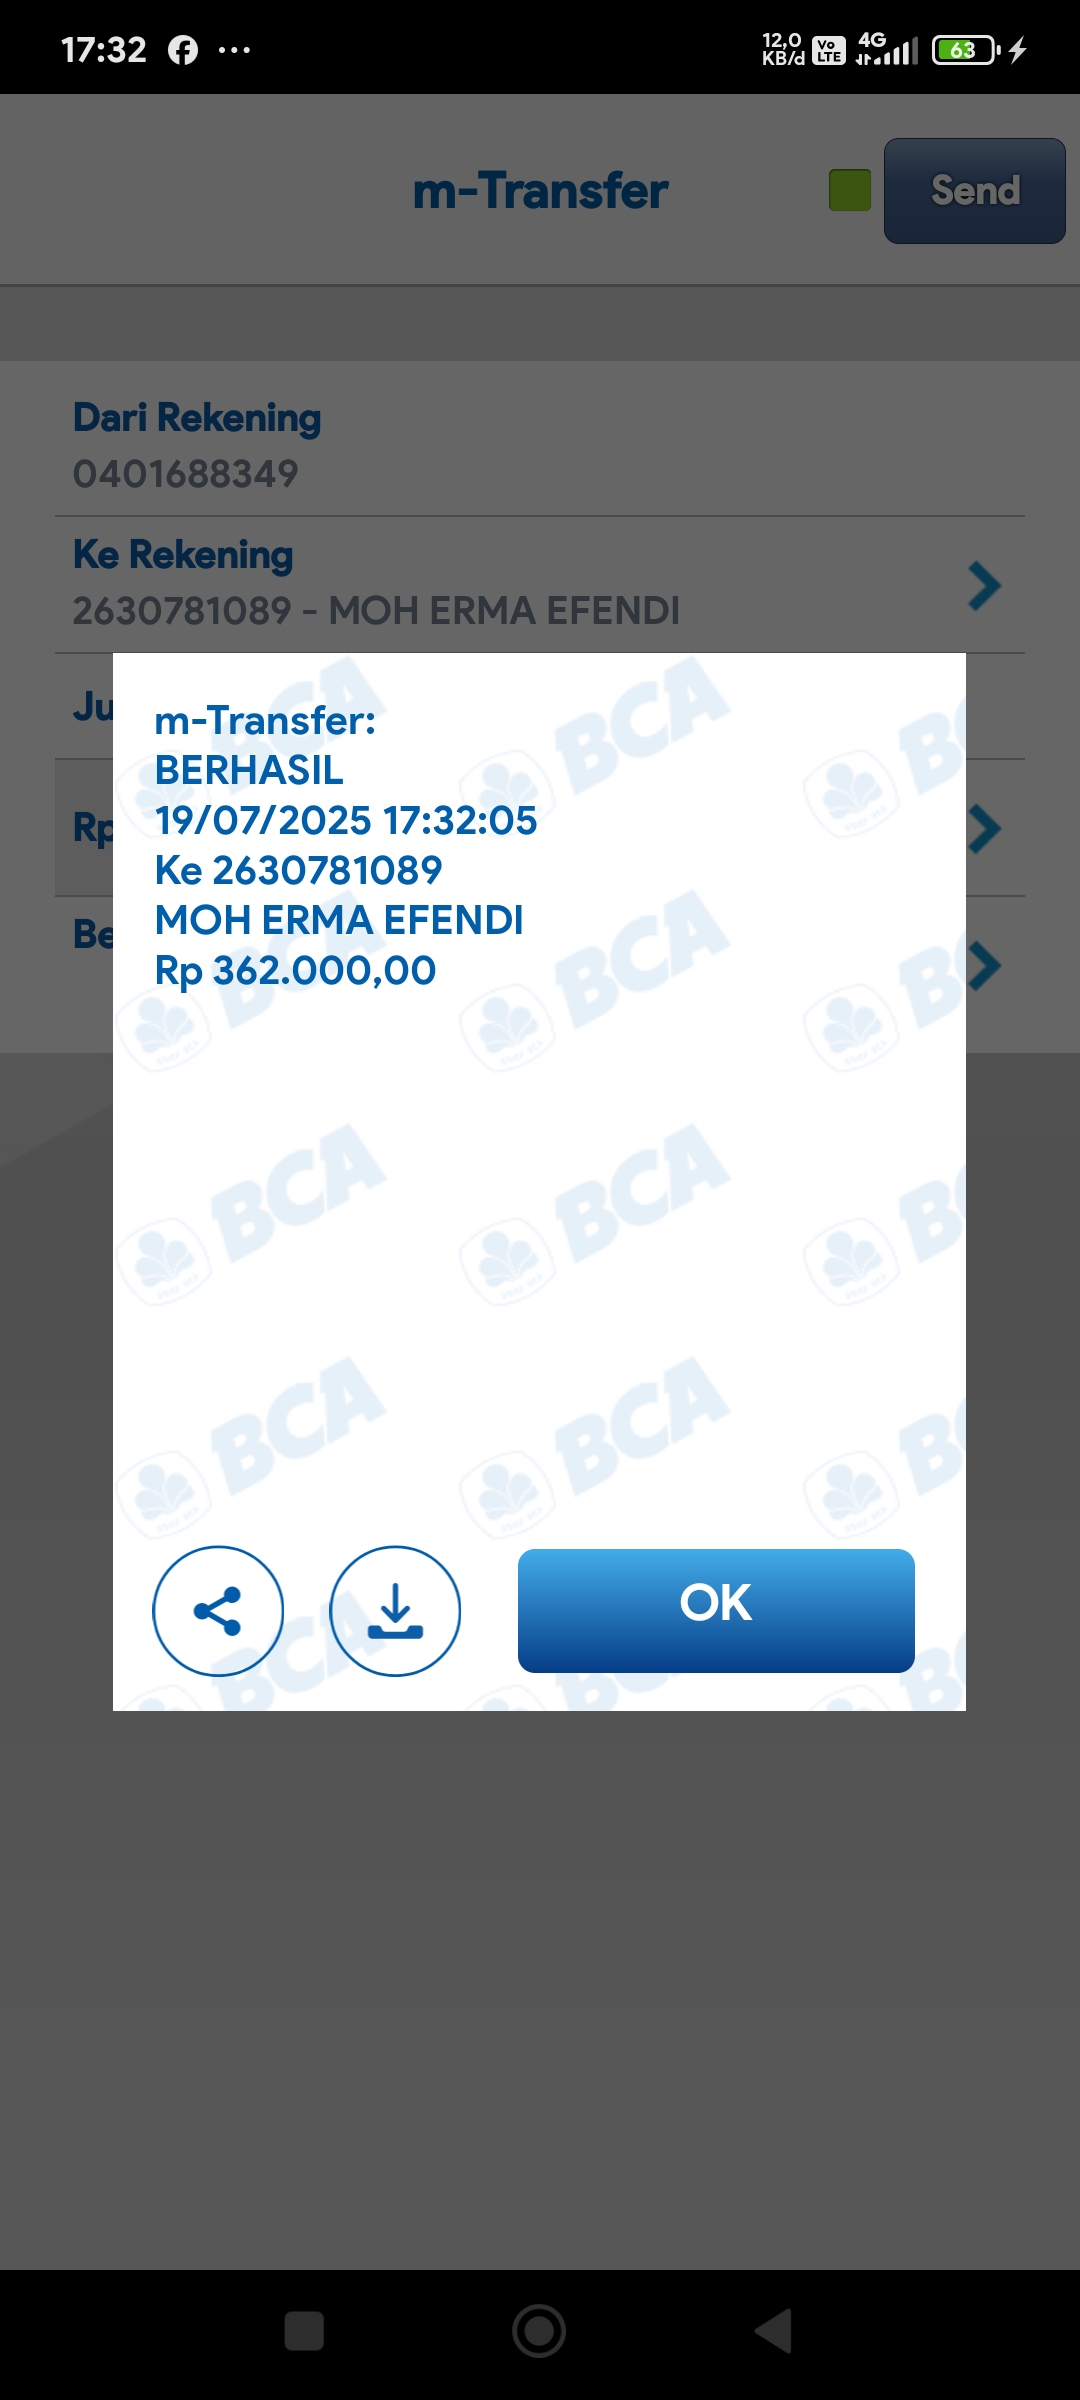 17:32
12,0
KB/d
Vo
LTE
4G
63
m-Transfer
Send
Dari Rekening
0401688349
Ke Rekening
2630781089 - MOH ERMA EFENDI
Ju
Rp
Be
m-Transfer:
BERHASIL
19/07/2025 17:32:05
Ke 2630781089
MOH ERMA EFENDI
Rp 362.000,00
BCA
OK